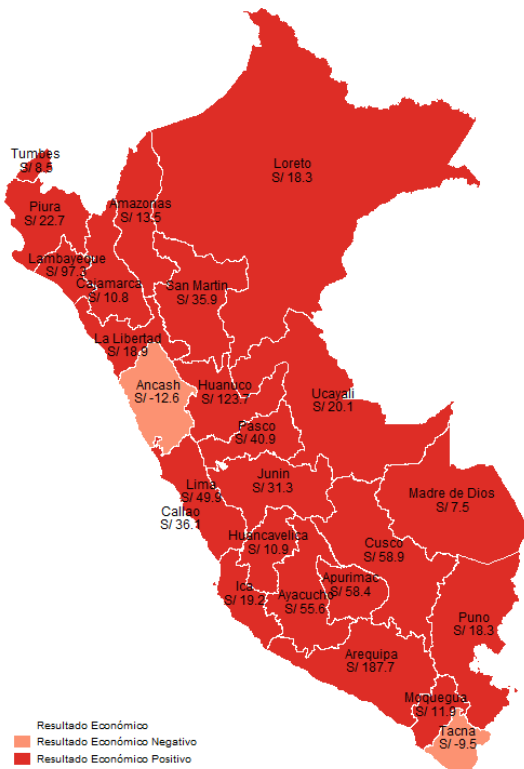 Tumbes
S/ 8.5
Loreto
S/ 18.3
Piura
S/ 22.7
Amazonas
S/ 13.5
Lambayeque
S/ 97.3
Cajamarca
S/ 10.8
San Martin
S/ 35.9
La Libertad
S/ 18.9
Ancash
S/ -12.6
Huanuco
S/ 123.7
Ucayali
S/ 20.1
Pasco
S/ 40.9
Lima
S/ 49.9
Junin
S/ 31.3
Madre de Dios
S/ 7.5
Callao
S/ 36.1
Huancavelica
S/ 10.9
Cusco
S/ 58.9
Ica
S/ 19.2
Ayacucho
S/ 55.6
Apurimac
S/ 58.4
Puno
S/ 18.3
Arequipa
S/ 187.7
Moquegua
S/ 11.9
Tacna
S/ -9.5
Resultado Económico
Resultado Económico Negativo
Resultado Económico Positivo